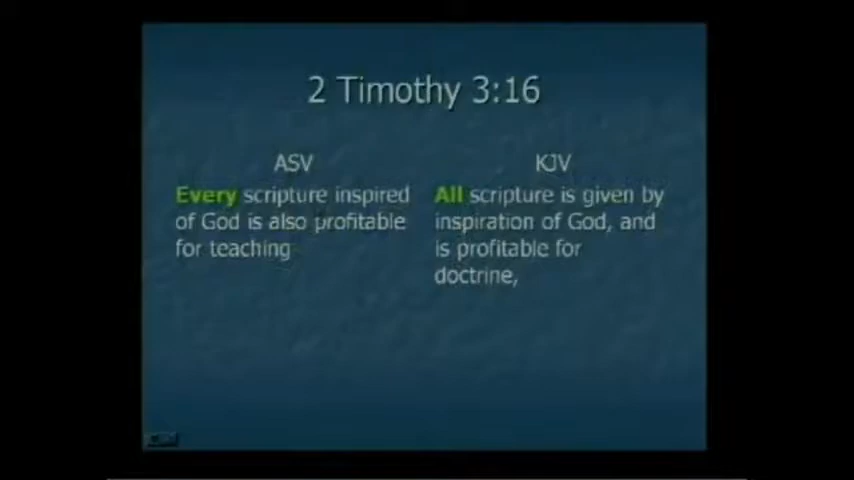 2 Timothy 3:16
ASV
Every scripture inspired
of God is also profitable
for teaching
KJV
All scripture is given by
inspiration of God, and
is profitable for
doctrine,